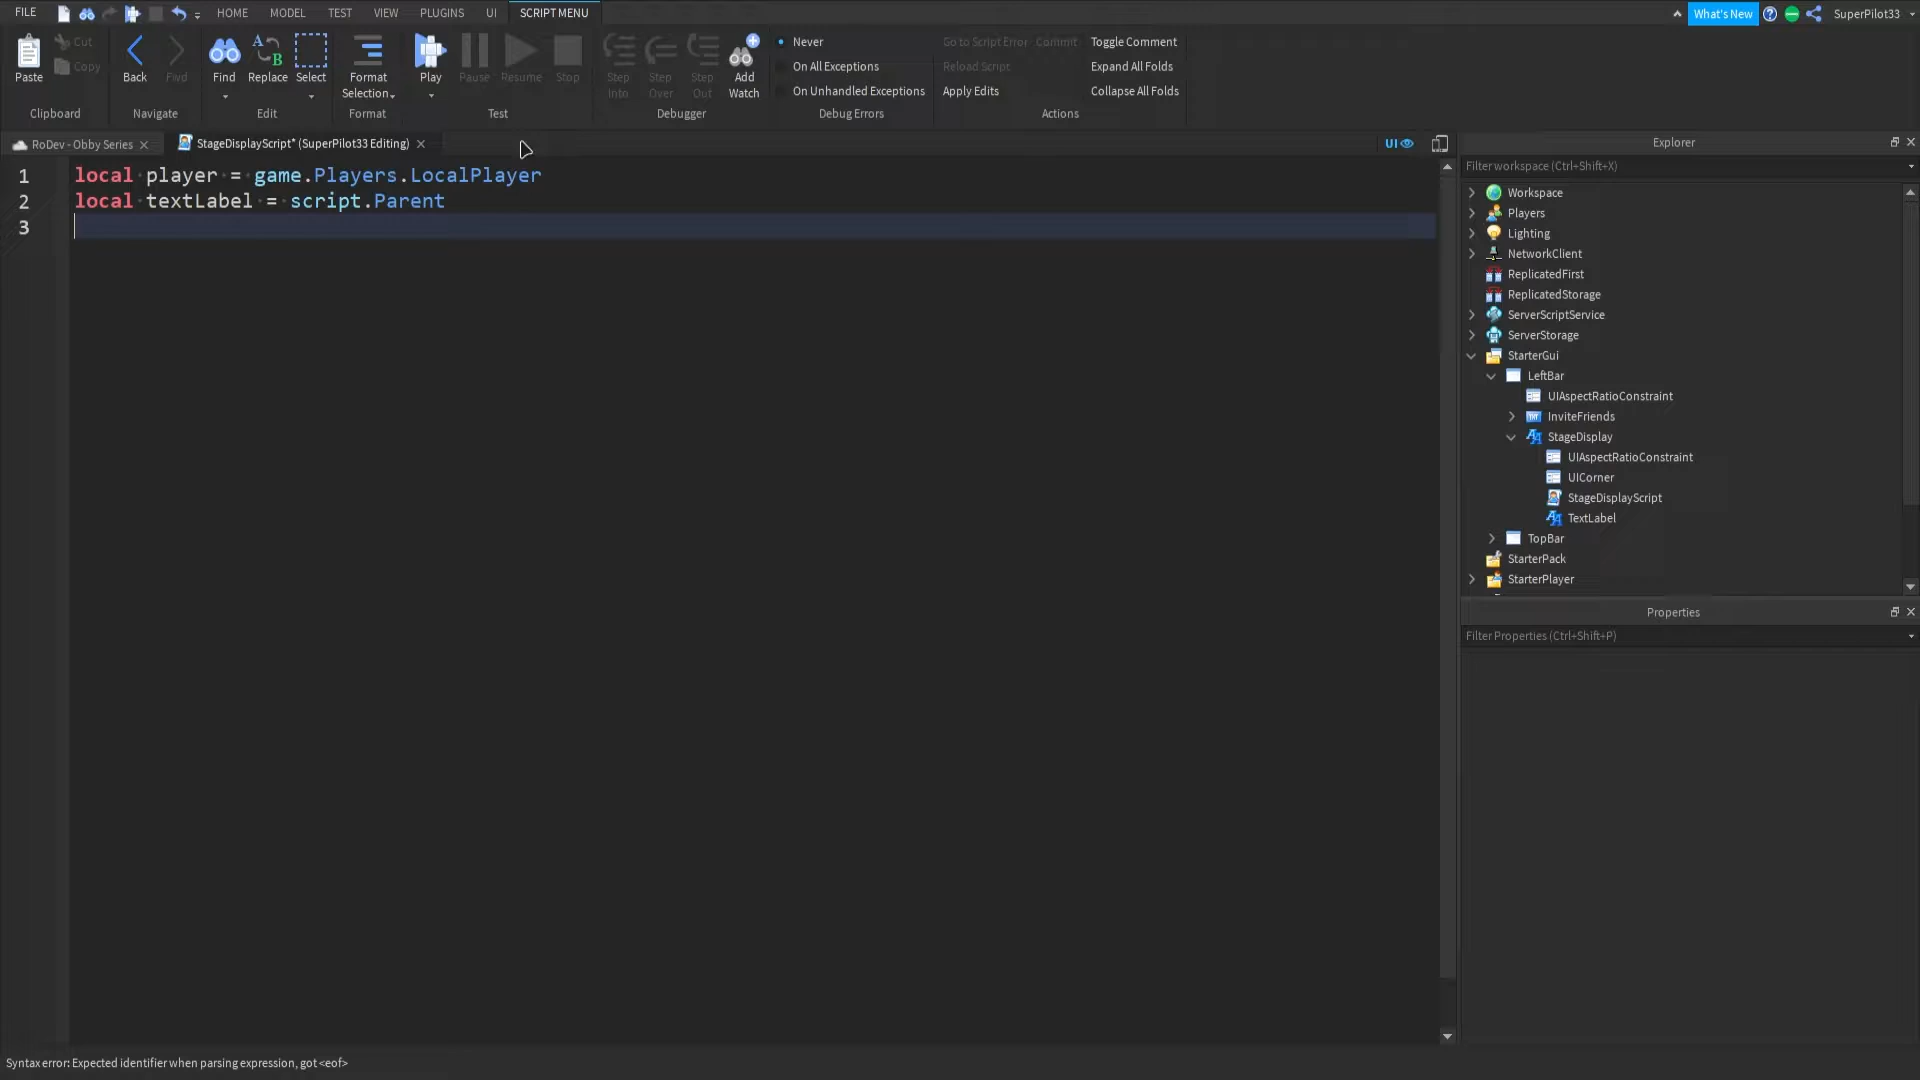 FILE HOME MODEL TEST VIEW PLUGINS UI SCRIPT MENU What's New SuperPilot33
Paste Cut Copy Clipboard
Back Fwd Navigate
Find Replace Select Edit
Format Selection Format
Play Pause Resume Stop Test
Step Into Step Over Step Out Add Watch Debugger
Never
On All Exceptions
On Unhandled Exceptions
Debug Errors
Go to Script Error Commit Toggle Comment
Reload Script Expand All Folds
Apply Edits Collapse All Folds
Actions
RoDev - Obby Series StageDisplayScript* (SuperPilot33 Editing) UI
1 local player = game.Players.LocalPlayer
2 local textLabel = script.Parent
3
Explorer
Filter workspace (Ctrl+Shift+X)
Workspace
Players
Lighting
NetworkClient
ReplicatedFirst
ReplicatedStorage
ServerScriptService
ServerStorage
StarterGui
LeftBar
UIAspectRatioConstraint
InviteFriends
StageDisplay
UIAspectRatioConstraint
UICorner
StageDisplayScript
TextLabel
TopBar
StarterPack
StarterPlayer
Properties
Filter Properties (Ctrl+Shift+P)
Syntax error: Expected identifier when parsing expression, got <eof>